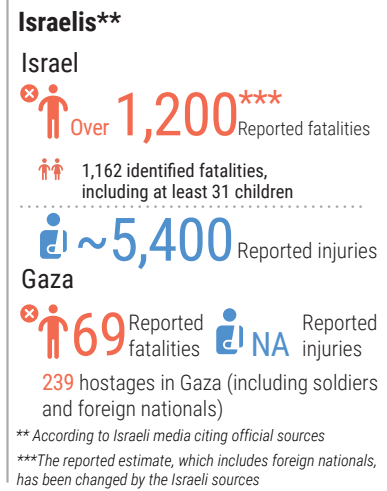 Israelis**
Israel
Over 1,200*** Reported fatalities
1,162 identified fatalities,
including at least 31 children
~5,400 Reported injuries
Gaza
69 Reported fatalities NA Reported injuries
239 hostages in Gaza (including soldiers
and foreign nationals)
** According to Israeli media citing official sources
***The reported estimate, which includes foreign nationals,
has been changed by the Israeli sources